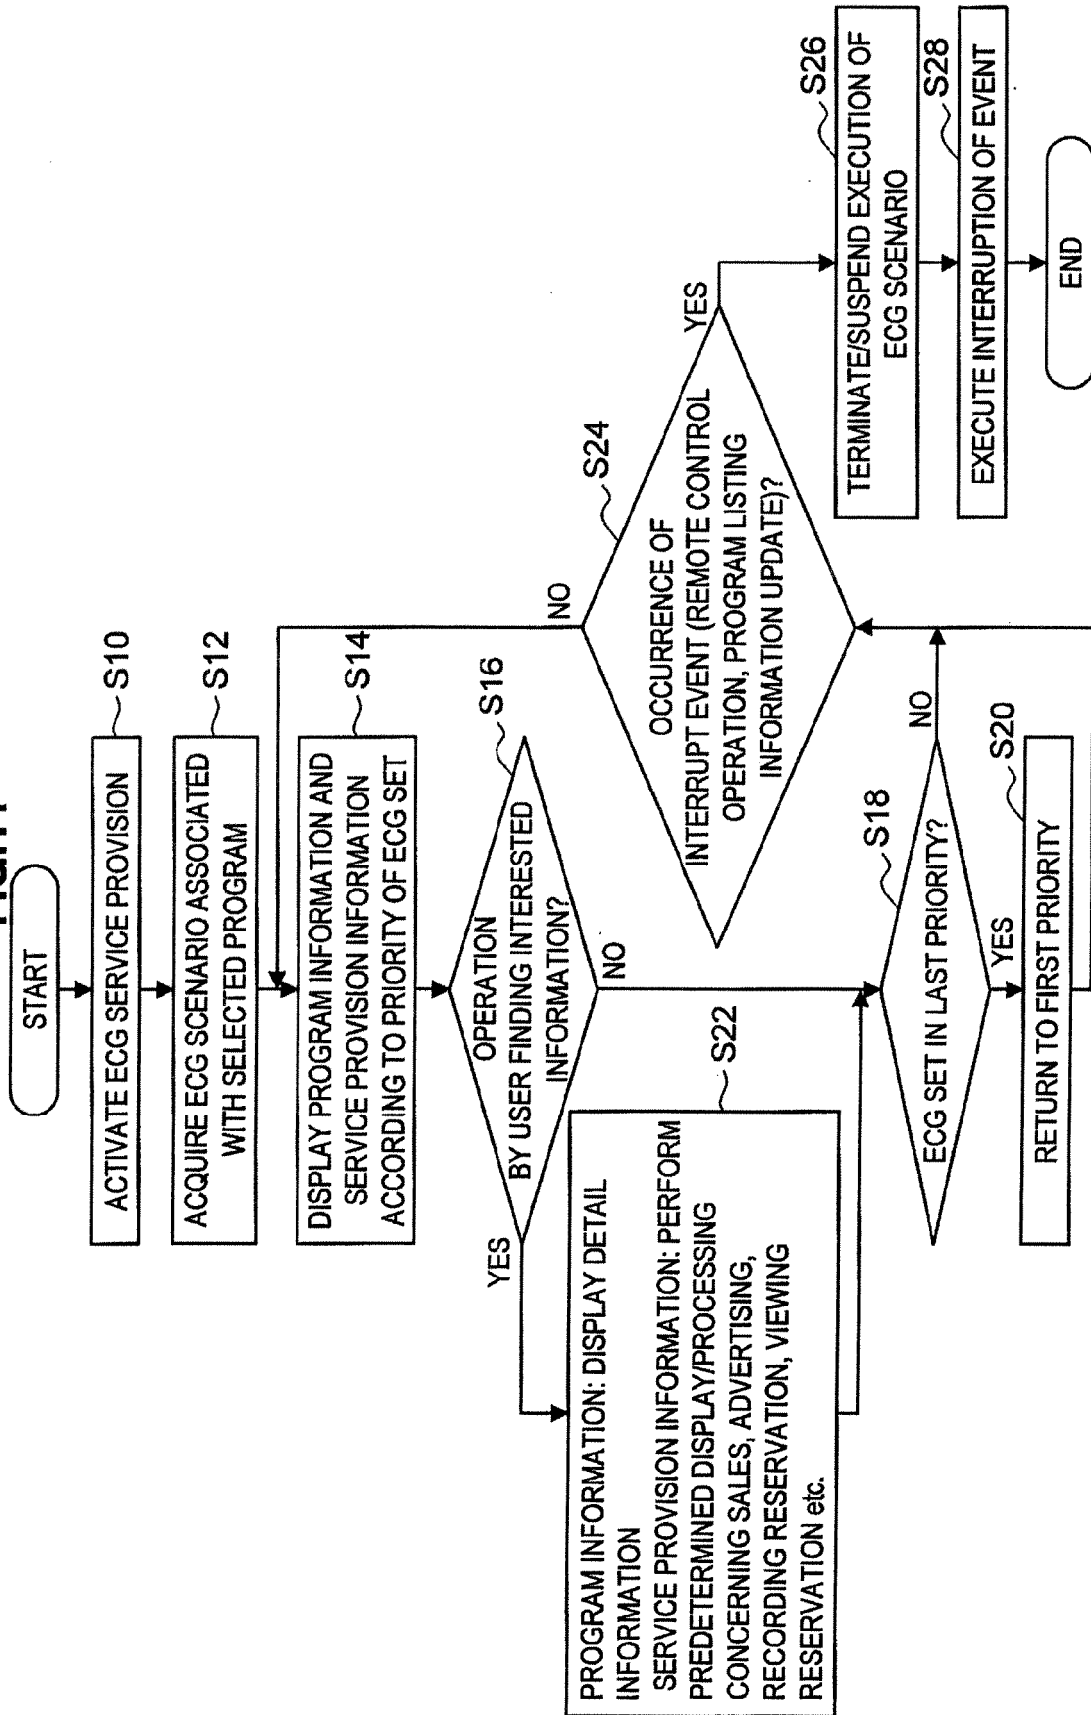 START
ACTIVATE ECG SERVICE PROVISION
S10
ACQUIRE ECG SCENARIO ASSOCIATED
WITH SELECTED PROGRAM
S12
DISPLAY PROGRAM INFORMATION AND
SERVICE PROVISION INFORMATION
ACCORDING TO PRIORITY OF ECG SET
S14
OPERATION
BY USER FINDING INTERESTED
INFORMATION?
S16
YES
NO
PROGRAM INFORMATION: DISPLAY DETAIL
INFORMATION
SERVICE PROVISION INFORMATION: PERFORM
PREDETERMINED DISPLAY/PROCESSING
CONCERNING SALES, ADVERTISING,
RECORDING RESERVATION, VIEWING
RESERVATION etc.
S22
ECG SET IN LAST PRIORITY?
S18
NO
YES
RETURN TO FIRST PRIORITY
S20
OCCURRENCE OF
INTERRUPT EVENT (REMOTE CONTROL
OPERATION, PROGRAM LISTING
INFORMATION UPDATE)?
S24
NO
YES
TERMINATE/SUSPEND EXECUTION OF
ECG SCENARIO
S26
EXECUTE INTERRUPTION OF EVENT
S28
END